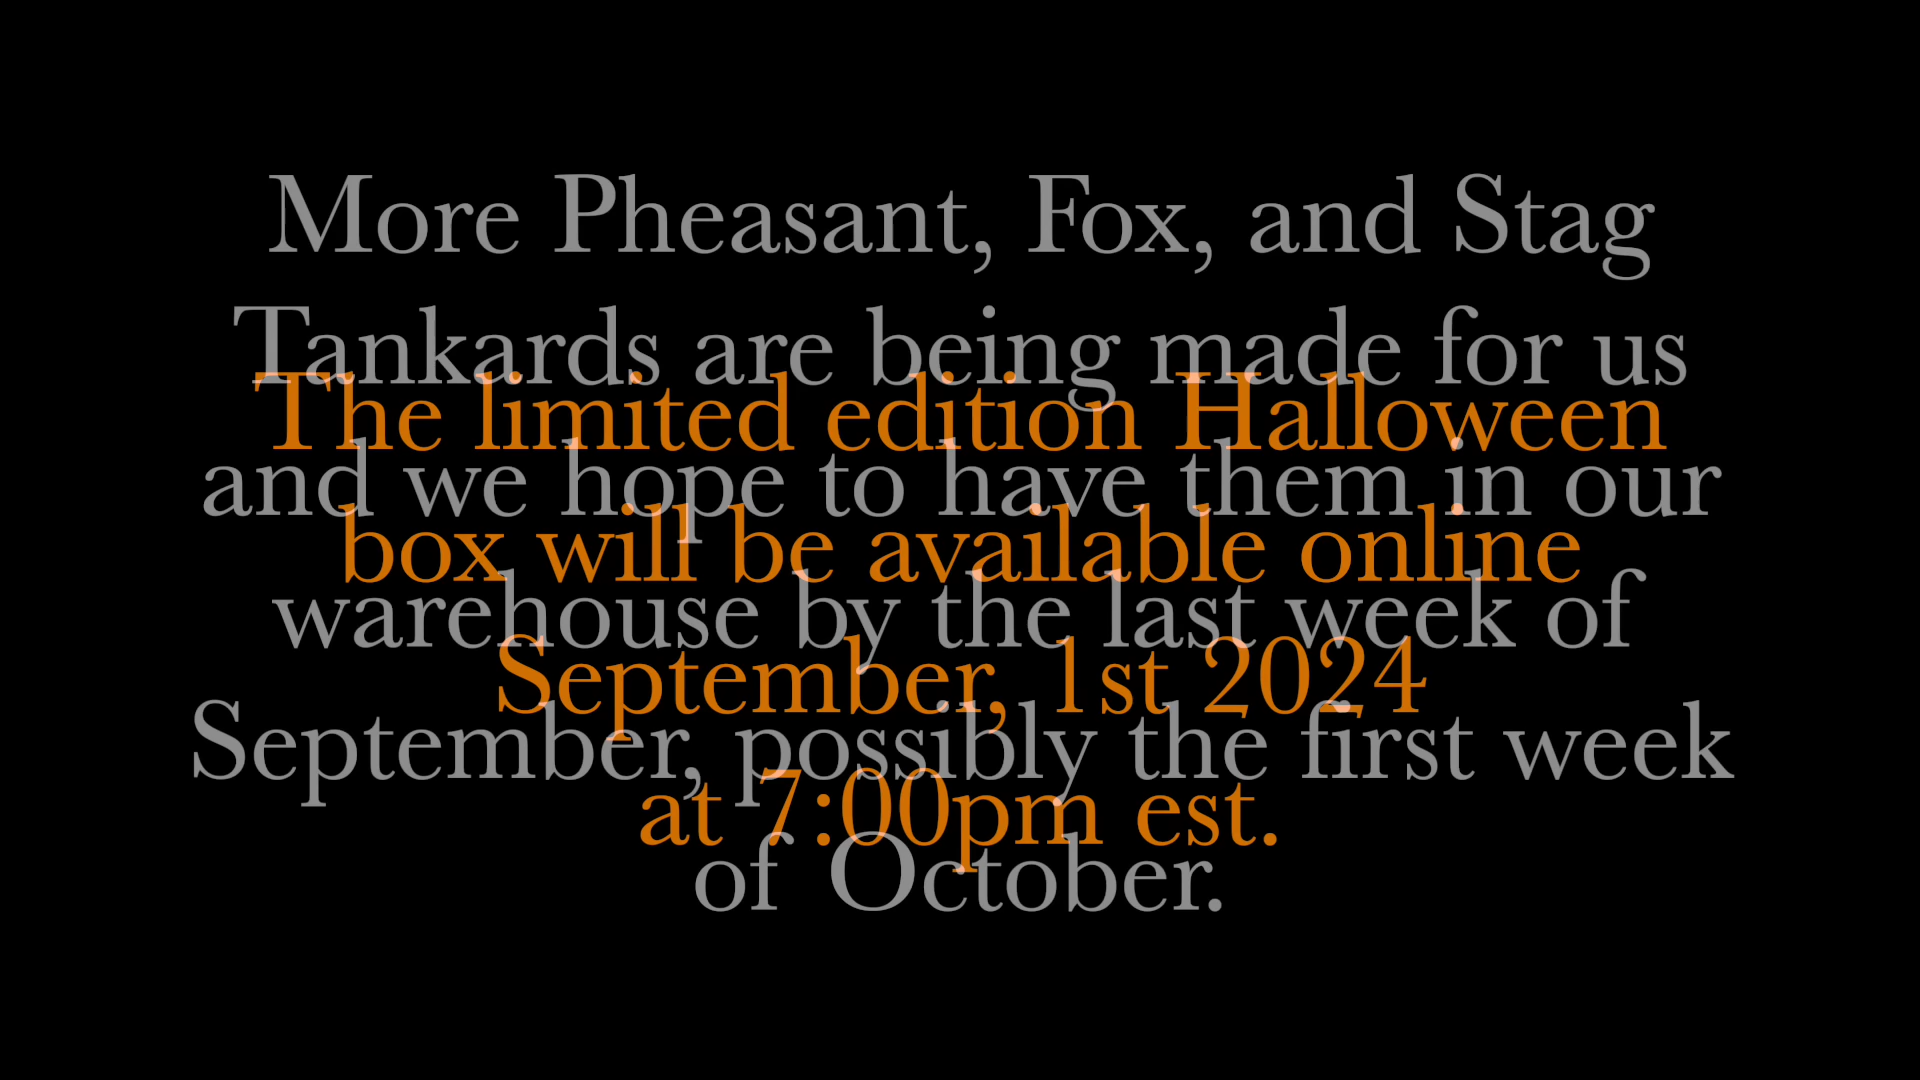 More Pheasant, Fox, and Stag
Tankards are being made for us
and we hope to have them in our
warehouse by the last week of
September, possibly the first week
of October.
The limited edition Halloween
box will be available online
September, 1st 2024
at 7:00pm est.